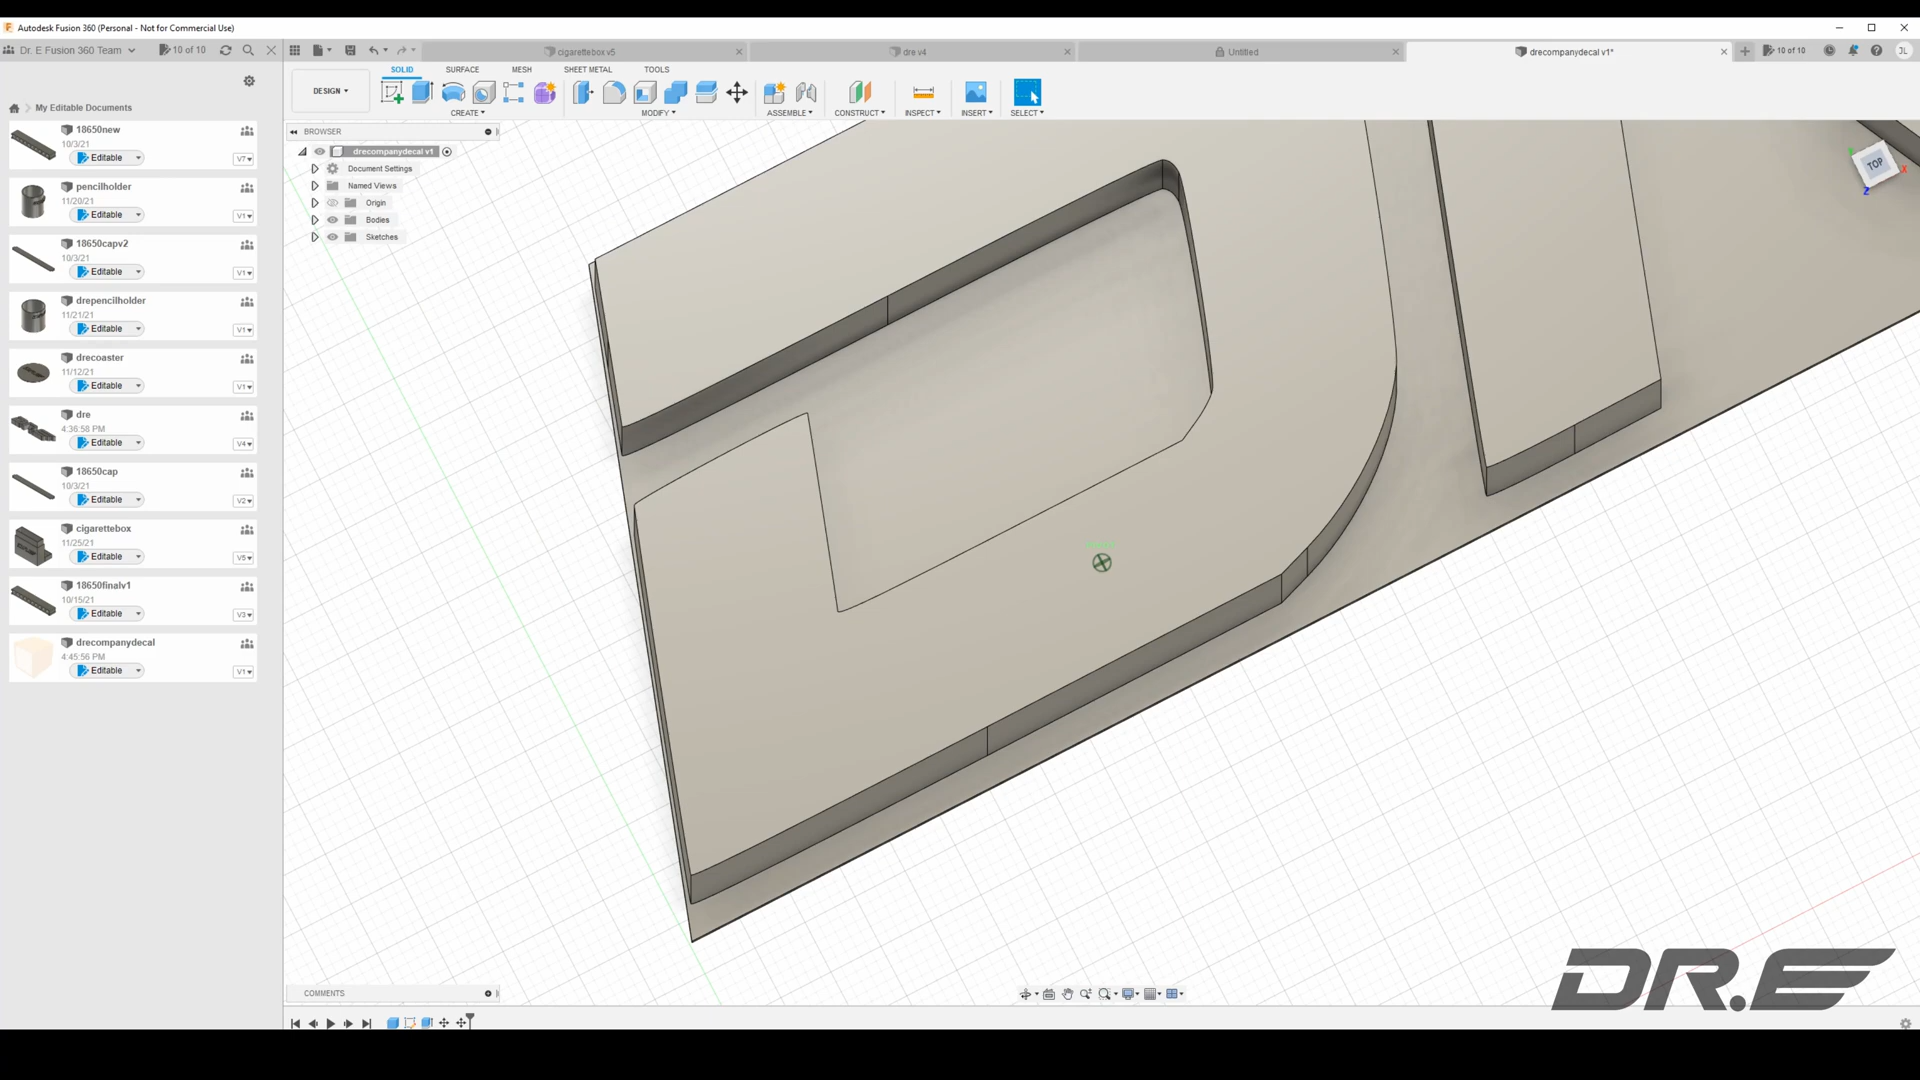 Autodesk Fusion 360 (Personal - Not for Commercial Use)
Dr. E Fusion 360 Team
10 of 10
cigarettebox v5
dre v4
Untitled
drecompanydecal v1*
10 of 10
JL
SOLID
SURFACE
MESH
SHEET METAL
TOOLS
DESIGN
CREATE
MODIFY
ASSEMBLE
CONSTRUCT
INSPECT
INSERT
SELECT
My Editable Documents
18650new
10/3/21
Editable
V7
pencilholder
11/20/21
Editable
V1
18650capv2
10/3/21
Editable
V1
drepencilholder
11/21/21
Editable
V1
drecoaster
11/12/21
Editable
V1
dre
4:36:58 PM
Editable
V4
18650cap
10/3/21
Editable
V2
cigarettebox
11/25/21
Editable
V5
18650finalv1
10/15/21
Editable
V3
drecompanydecal
4:45:56 PM
Editable
V1
BROWSER
drecompanydecal v1
Document Settings
Named Views
Origin
Bodies
Sketches
TOP
X
Z
COMMENTS
DR.E